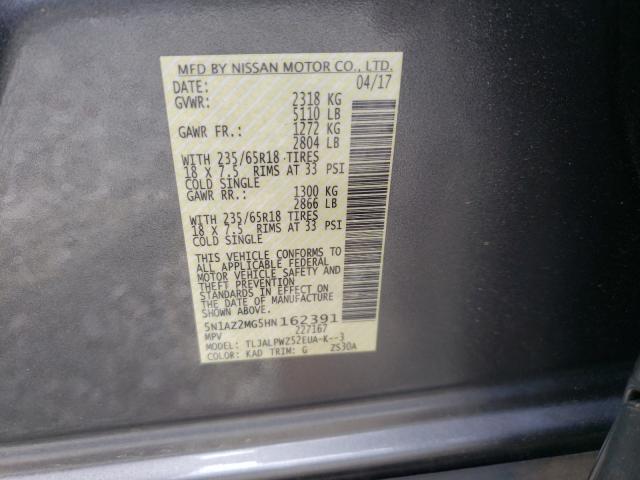 MFD BY NISSAN MOTOR CO., LTD.
DATE: 04/17
GVWR: 2318 KG
5110 LB
GAWR FR.: 1272 KG
2804 LB
WITH 235/65R18 TIRES
18 X 7.5 RIMS AT 33 PSI
COLD SINGLE
GAWR RR.: 1300 KG
2866 LB
WITH 235/65R18 TIRES
18 X 7.5 RIMS AT 33 PSI
COLD SINGLE
THIS VEHICLE CONFORMS TO
ALL APPLICABLE FEDERAL
MOTOR VEHICLE SAFETY AND
THEFT PREVENTION
STANDARDS IN EFFECT ON
THE DATE OF MANUFACTURE
SHOWN ABOVE.
5N1AZ2MG5HN162391
MPV 227167
MODEL: TLJALPWZ52EUA-K--3
COLOR: KAD TRIM: G ZS30A